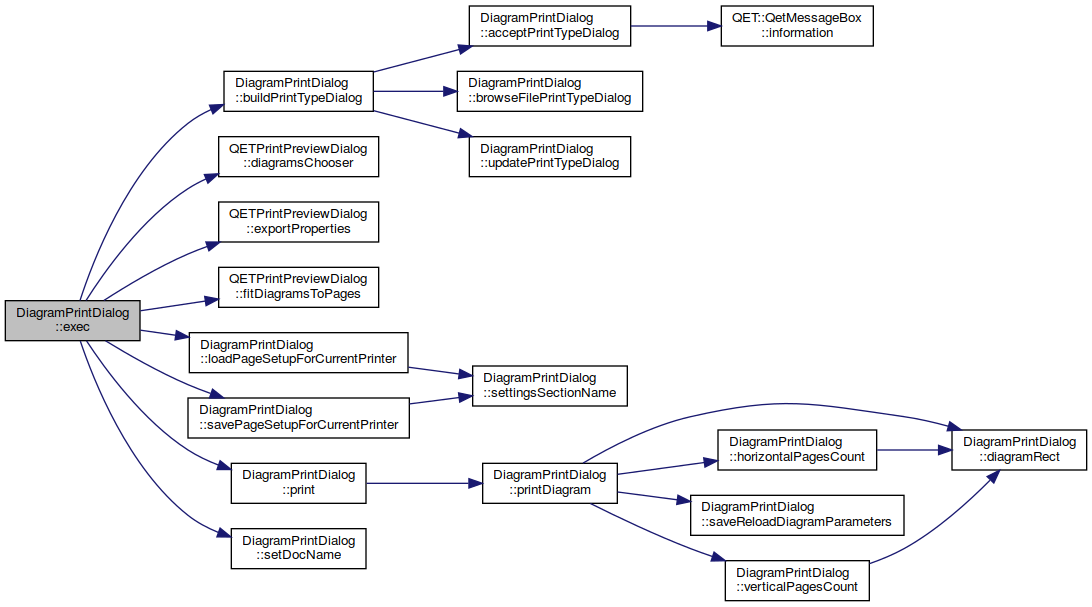 DiagramPrintDialog
::exec
DiagramPrintDialog
::buildPrintTypeDialog
DiagramPrintDialog
::acceptPrintTypeDialog
QET::QetMessageBox
::information
DiagramPrintDialog
::browseFilePrintTypeDialog
DiagramPrintDialog
::updatePrintTypeDialog
QETPrintPreviewDialog
::diagramsChooser
QETPrintPreviewDialog
::exportProperties
QETPrintPreviewDialog
::fitDiagramsToPages
DiagramPrintDialog
::loadPageSetupForCurrentPrinter
DiagramPrintDialog
::settingsSectionName
DiagramPrintDialog
::savePageSetupForCurrentPrinter
DiagramPrintDialog
::print
DiagramPrintDialog
::printDiagram
DiagramPrintDialog
::horizontalPagesCount
DiagramPrintDialog
::diagramRect
DiagramPrintDialog
::saveReloadDiagramParameters
DiagramPrintDialog
::verticalPagesCount
DiagramPrintDialog
::setDocName